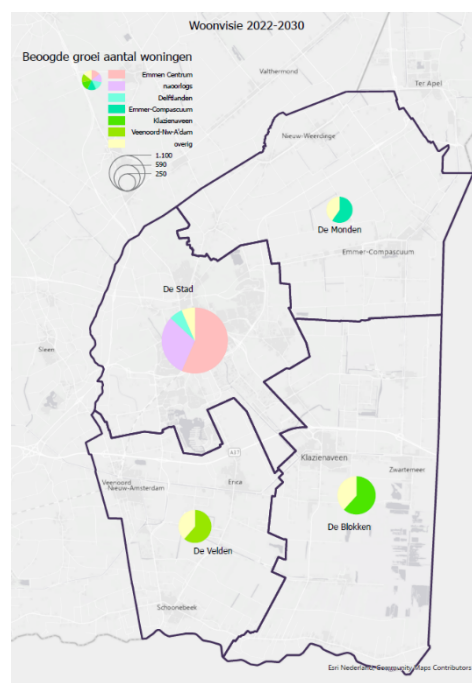 Woonvisie 2022-2030
Beoogde groei aantal woningen
Emmen Centrum
naoorlogs
Delftlanden
Emmer-Compascuum
Klazienaveen
Veenoord-Nw-A'dam
overig
1.100
590
250
Valthermond
Ter Apel
Nieuw-Weerdinge
De Monden
Emmer-Compascuum
De Stad
Sleen
Klazienaveen
A37
Zwartemeer
Veenoord
Nieuw-Amsterdam
Erica
De Blokken
De Velden
Schoonebeek
Esri Nederland, Community Maps Contributors